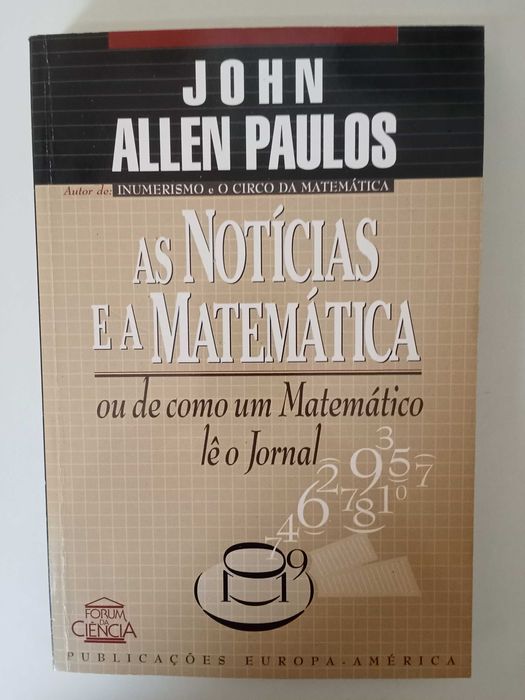 JOHN
ALLEN PAULOS
Autor de: INUMERISMO e O CIRCO DA MATEMÁTICA
AS NOTÍCIAS
E A MATEMÁTICA
ou de como um Matemático
lê o Jornal
FORUM
DA
CIÊNCIA
PUBLICAÇÕES EUROPA-AMÉRICA